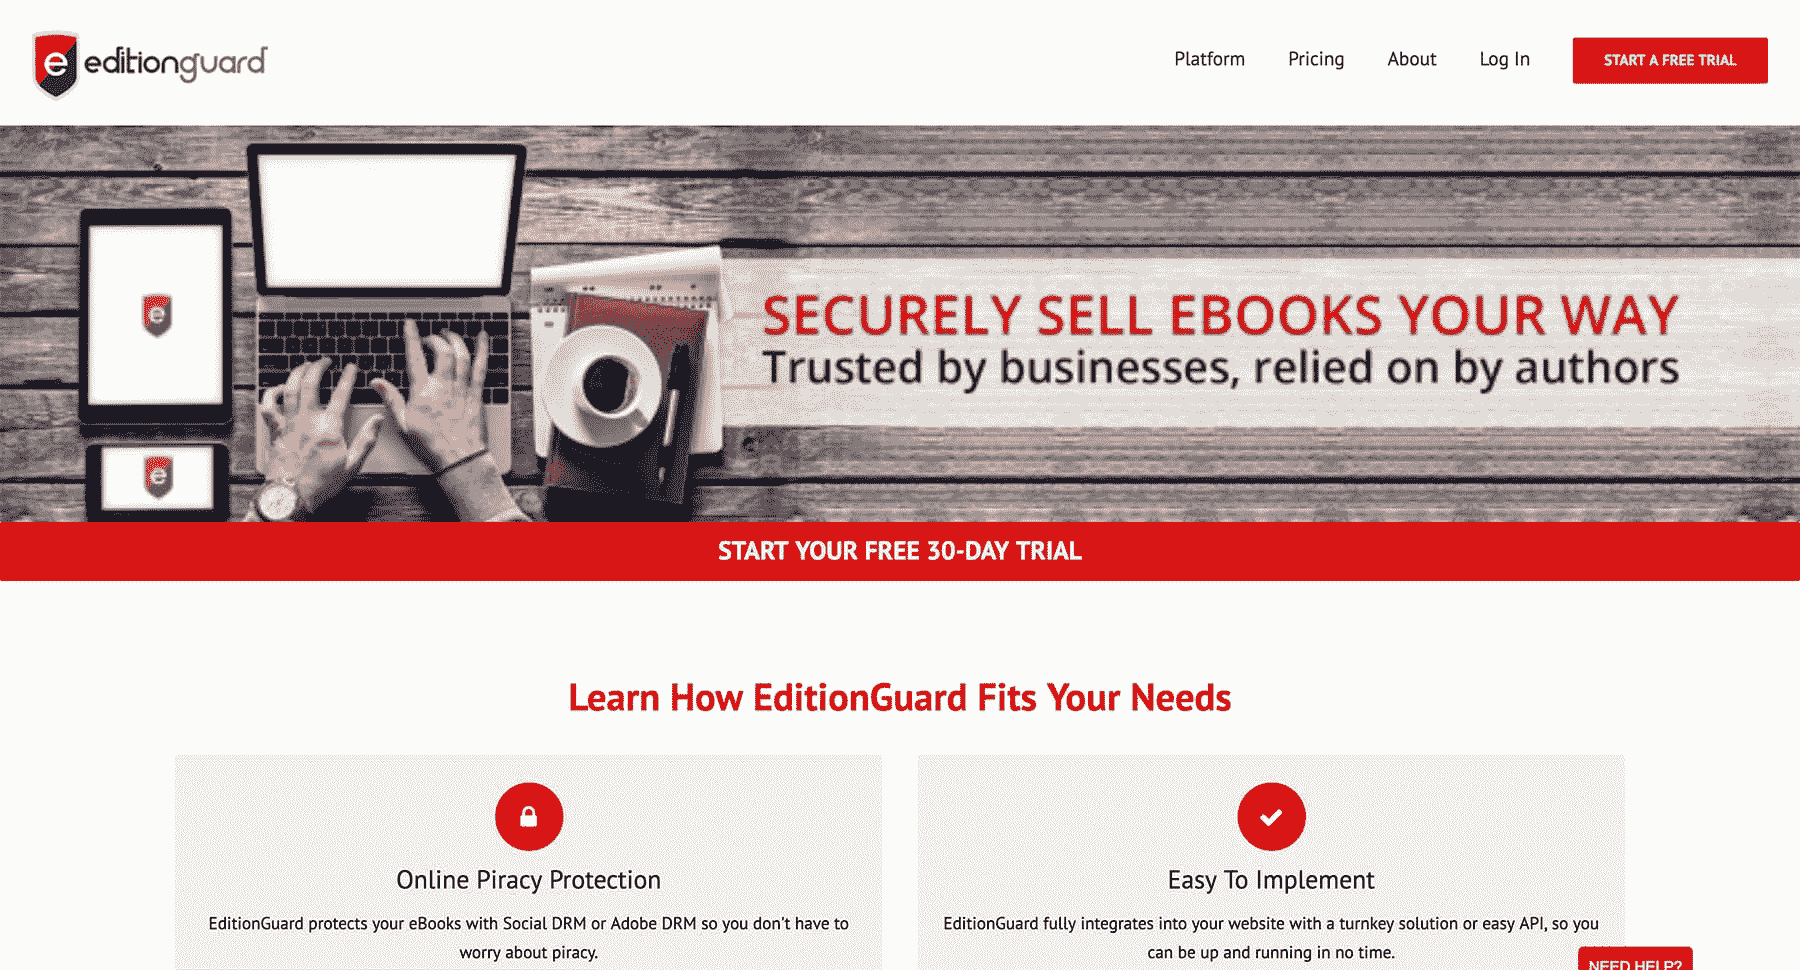 editionguard
Platform Pricing About Log In START A FREE TRIAL
SECURELY SELL EBOOKS YOUR WAY
Trusted by businesses, relied on by authors
START YOUR FREE 30-DAY TRIAL
Learn How EditionGuard Fits Your Needs
Online Piracy Protection
EditionGuard protects your eBooks with Social DRM or Adobe DRM so you don't have to
worry about piracy.
Easy To Implement
EditionGuard fully integrates into your website with a turnkey solution or easy API, so you
can be up and running in no time.
NEED HELP?